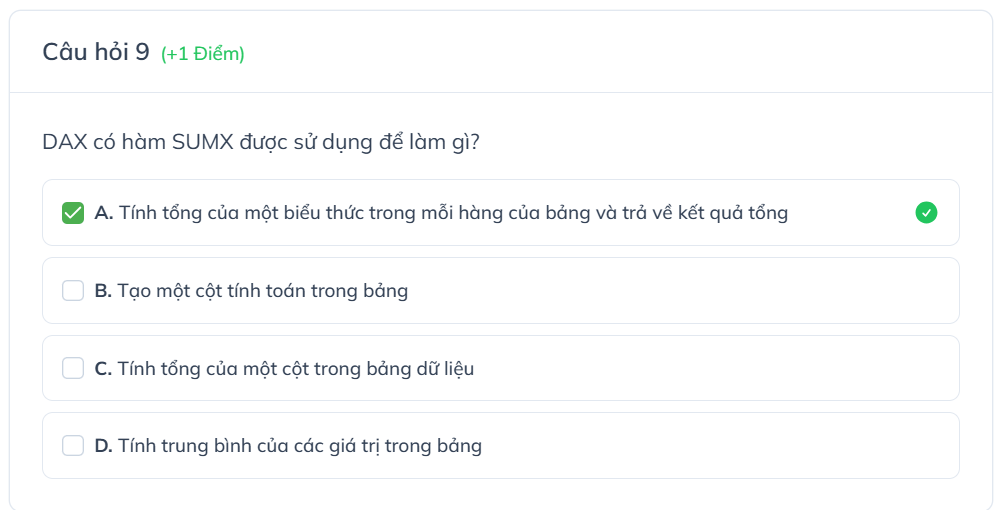 Câu hỏi 9 (+1 Điểm)
DAX có hàm SUMX được sử dụng để làm gì?
A. Tính tổng của một biểu thức trong mỗi hàng của bảng và trả về kết quả tổng
B. Tạo một cột tính toán trong bảng
C. Tính tổng của một cột trong bảng dữ liệu
D. Tính trung bình của các giá trị trong bảng